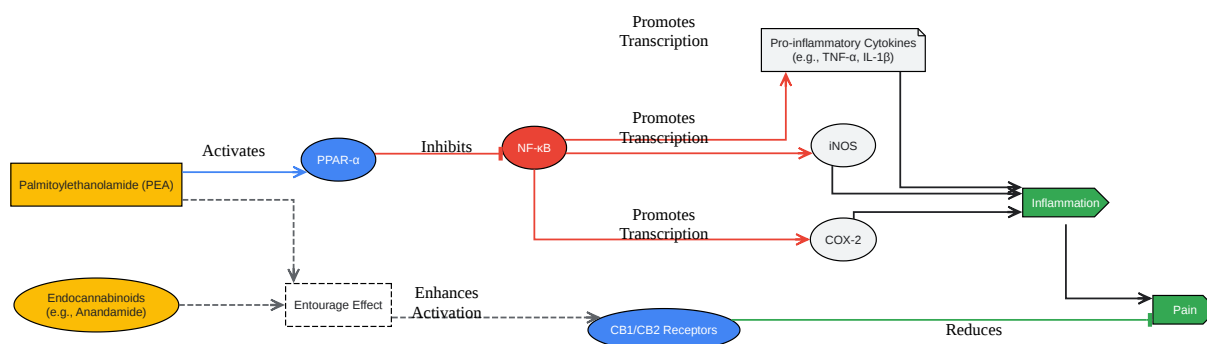 Promotes
Transcription
Pro-inflammatory Cytokines
(e.g., TNF-α, IL-1β)
Promotes
Transcription
Activates
PPAR-α
Inhibits
NF-κB
iNOS
Palmitoylethanolamide (PEA)
Inflammation
Promotes
Transcription
COX-2
Endocannabinoids
(e.g., Anandamide)
Entourage Effect
Enhances
Activation
CB1/CB2 Receptors
Reduces
Pain